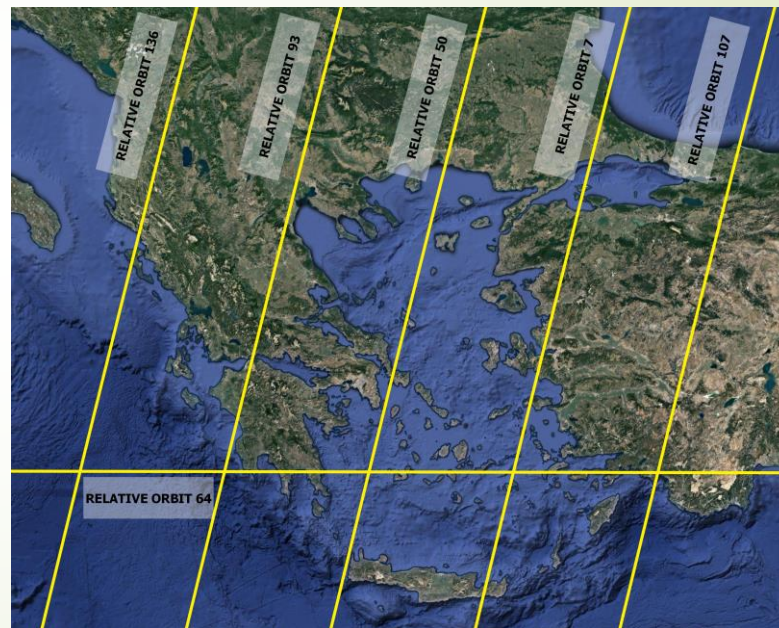 RELATIVE ORBIT 136
RELATIVE ORBIT 93
RELATIVE ORBIT 50
RELATIVE ORBIT 7
RELATIVE ORBIT 107
RELATIVE ORBIT 64